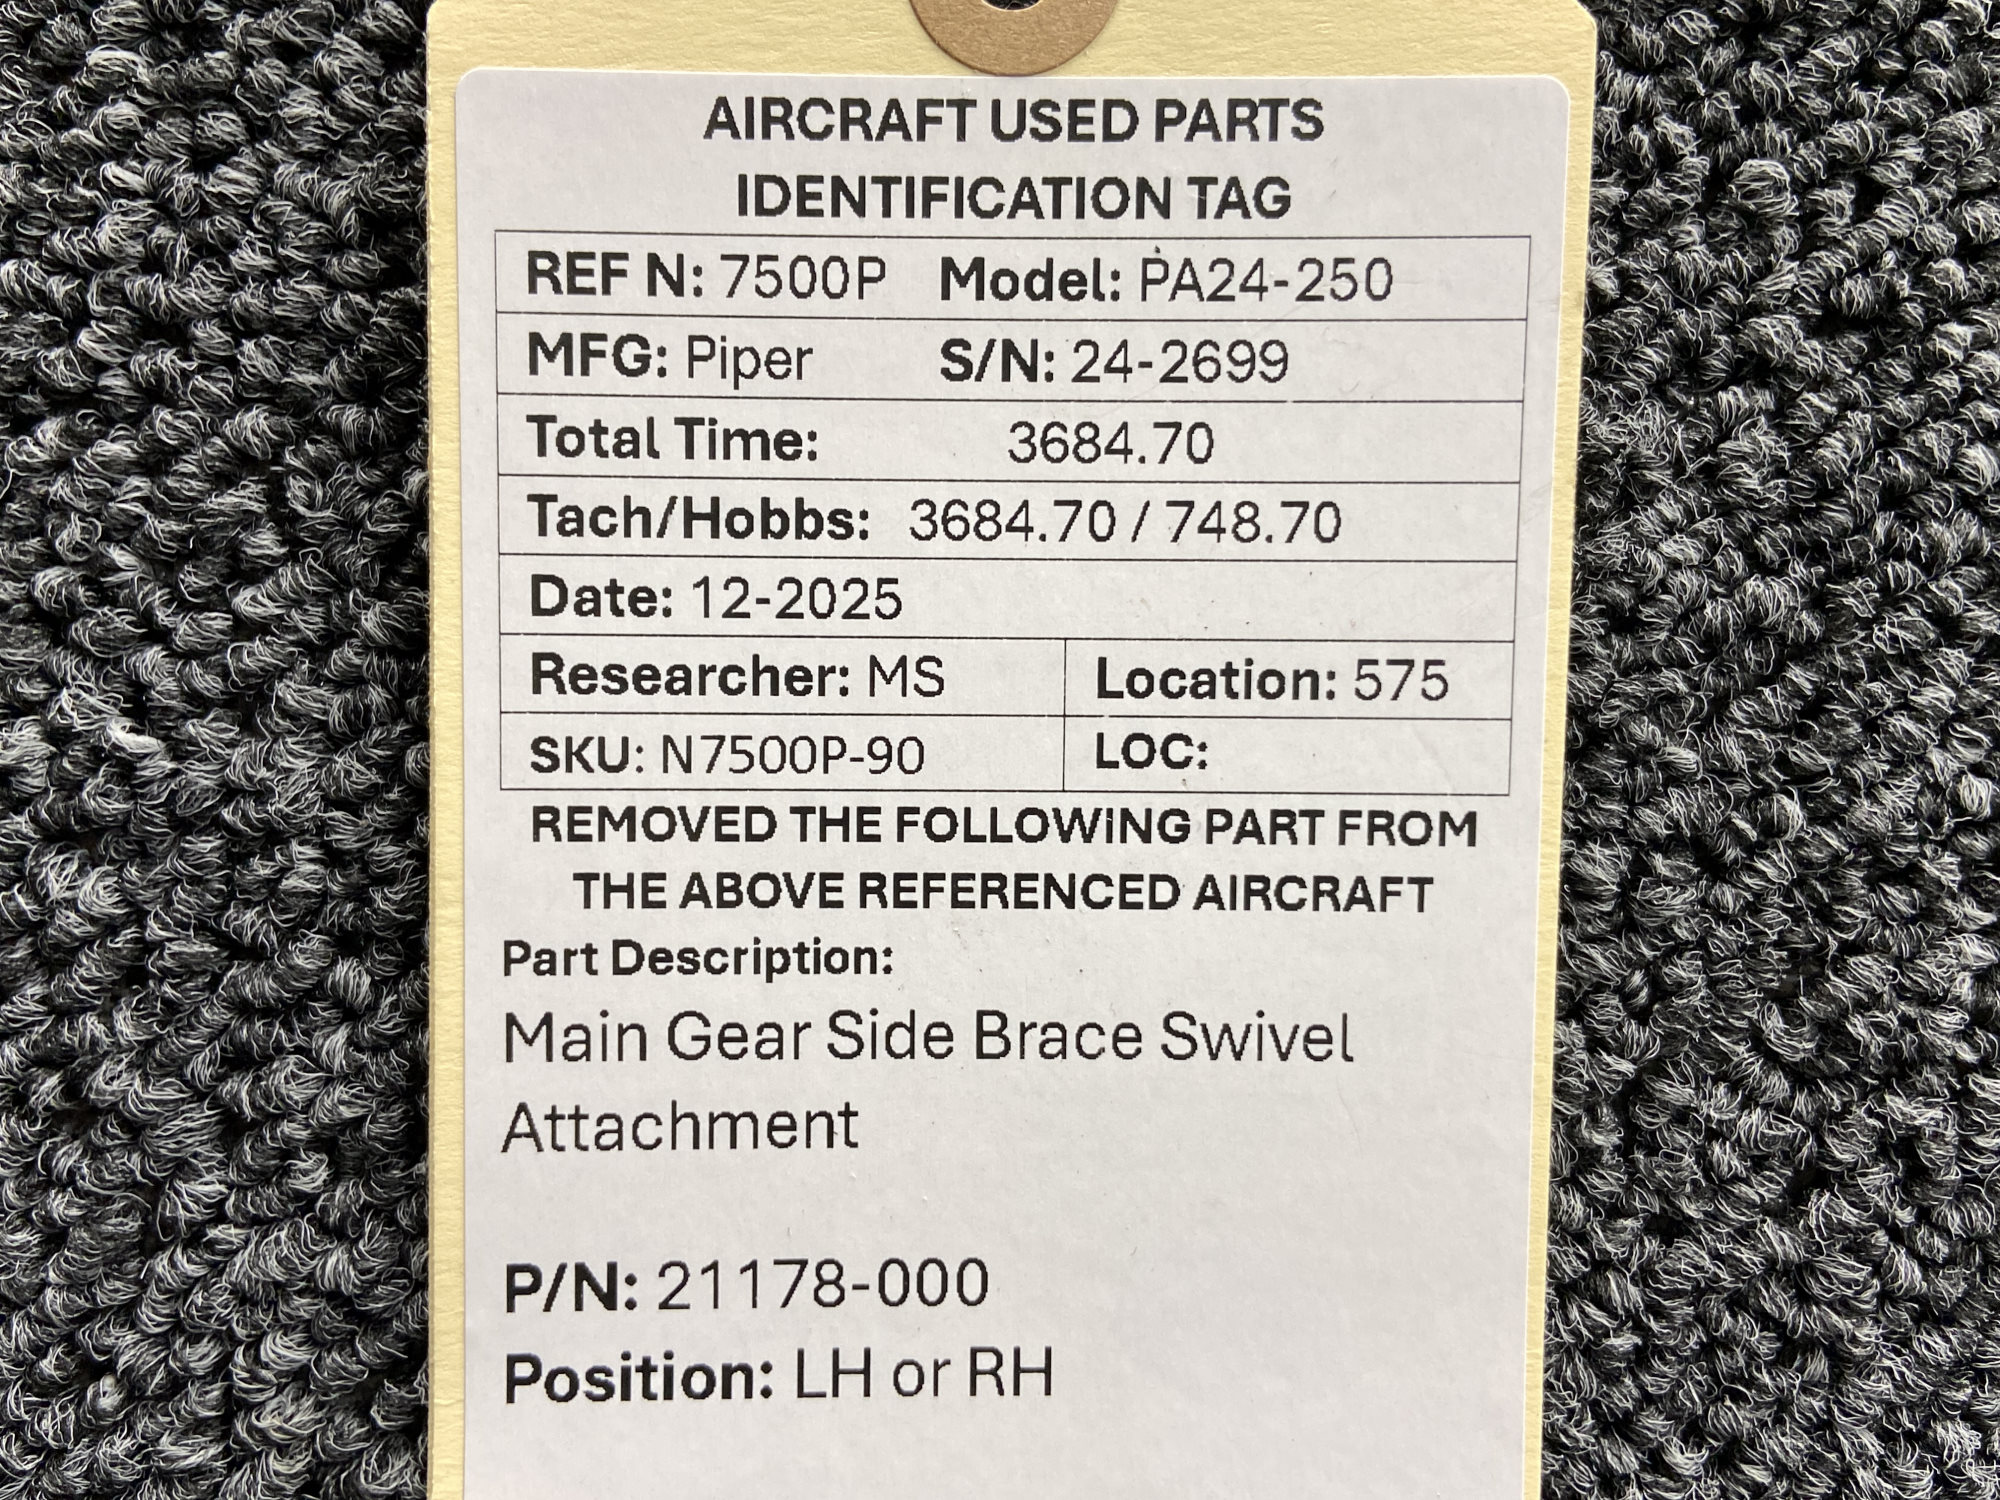 AIRCRAFT USED PARTS
IDENTIFICATION TAG
REF N: 7500P Model: PA24-250
MFG: Piper S/N: 24-2699
Total Time: 3684.70
Tach/Hobbs: 3684.70 / 748.70
Date: 12-2025
Researcher: MS Location: 575
SKU: N7500P-90 LOC:
REMOVED THE FOLLOWING PART FROM
THE ABOVE REFERENCED AIRCRAFT
Part Description:
Main Gear Side Brace Swivel
Attachment
P/N: 21178-000
Position: LH or RH